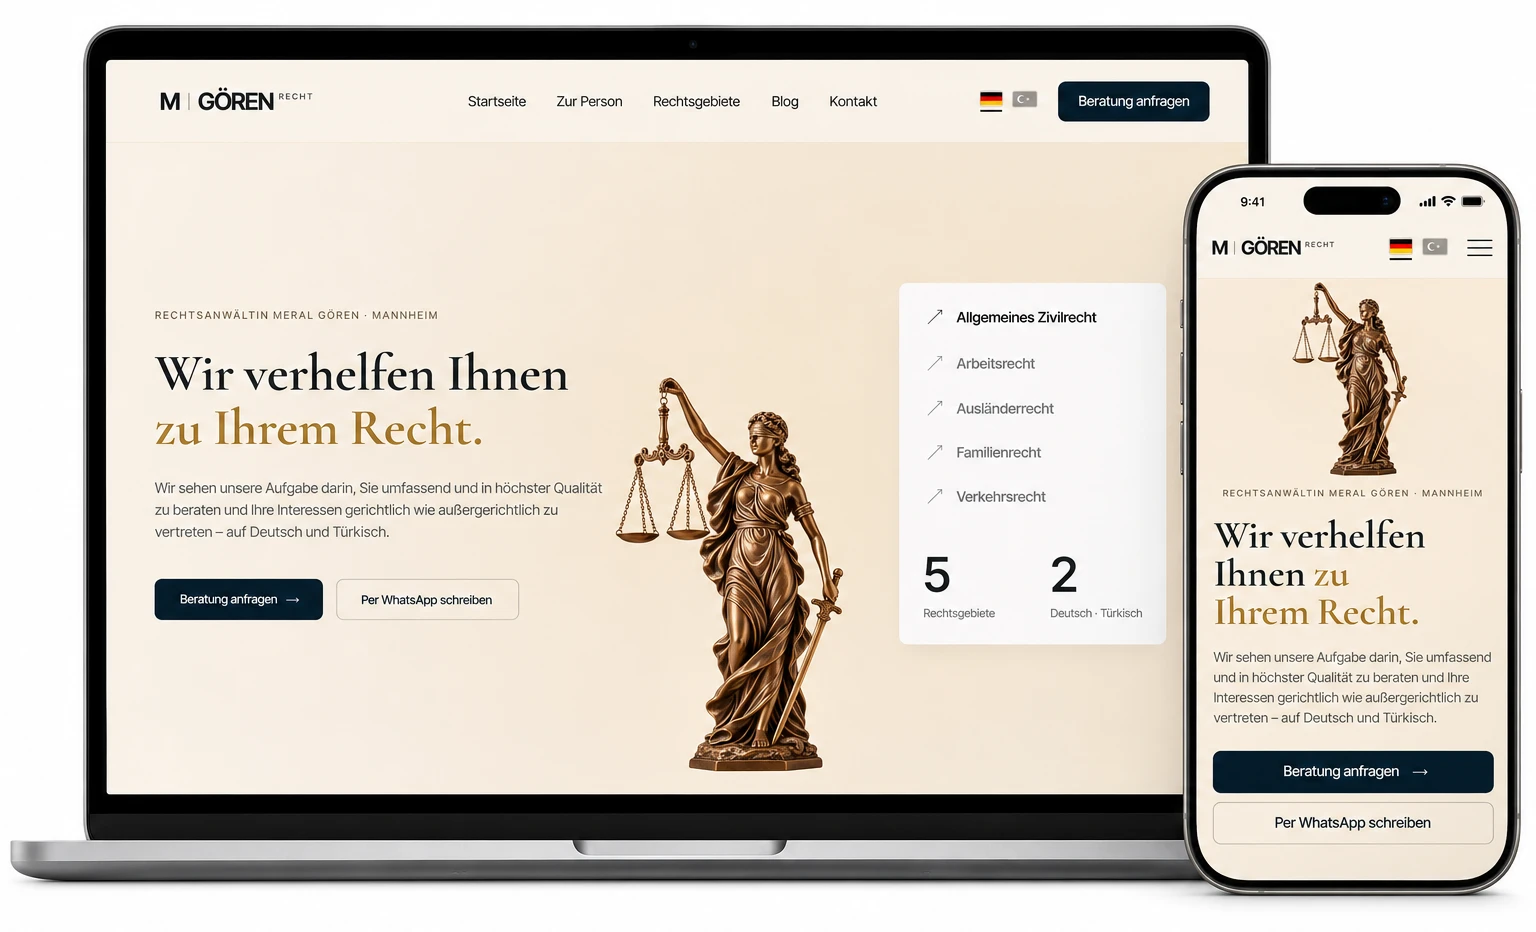 M | GÖREN RECHT
Startseite Zur Person Rechtsgebiete Blog Kontakt
Beratung anfragen
RECHTSANWÄLTIN MERAL GÖREN · MANNHEIM
Wir verhelfen Ihnen
zu Ihrem Recht.
Wir sehen unsere Aufgabe darin, Sie umfassend und in höchster Qualität
zu beraten und Ihre Interessen gerichtlich wie außergerichtlich zu
vertreten – auf Deutsch und Türkisch.
Beratung anfragen →
Per WhatsApp schreiben
Allgemeines Zivilrecht
Arbeitsrecht
Ausländerrecht
Familienrecht
Verkehrsrecht
5
Rechtsgebiete
2
Deutsch · Türkisch
9:41
M | GÖREN RECHT
RECHTSANWÄLTIN MERAL GÖREN · MANNHEIM
Wir verhelfen
Ihnen zu
Ihrem Recht.
Wir sehen unsere Aufgabe darin, Sie umfassend
und in höchster Qualität zu beraten und Ihre
Interessen gerichtlich wie außergerichtlich zu
vertreten – auf Deutsch und Türkisch.
Beratung anfragen →
Per WhatsApp schreiben